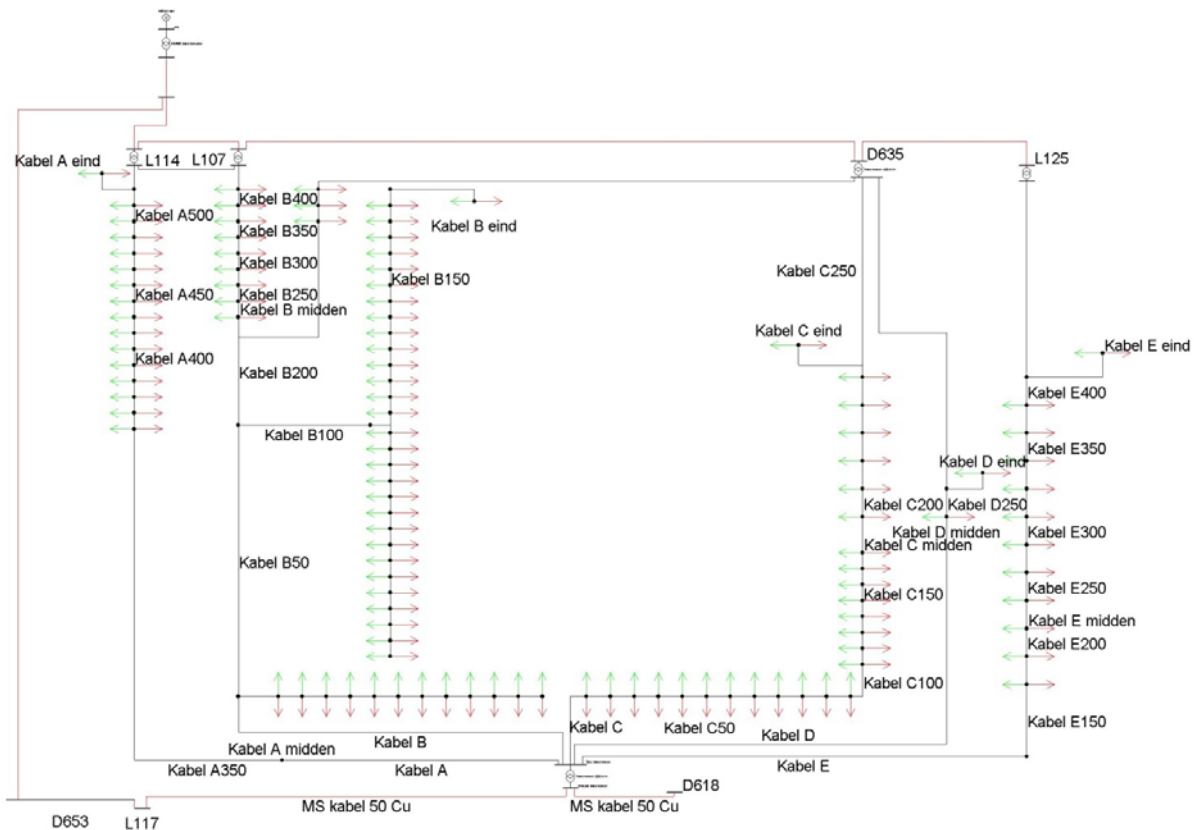 Kabel A eind
L114
L107
D635
L125
Kabel A500
Kabel B400
Kabel B350
Kabel B300
Kabel B250
Kabel B midden
Kabel B eind
Kabel B150
Kabel C250
Kabel A450
Kabel A400
Kabel C eind
Kabel E eind
Kabel B200
Kabel E400
Kabel B100
Kabel E350
Kabel D eind
Kabel C200
Kabel D250
Kabel D midden
Kabel C midden
Kabel E300
Kabel B50
Kabel C150
Kabel E250
Kabel E midden
Kabel E200
Kabel C100
Kabel E150
Kabel C
Kabel C50
Kabel D
Kabel B
Kabel A midden
Kabel A350
Kabel A
Kabel E
D618
MS kabel 50 Cu
MS kabel 50 Cu
D653
L117